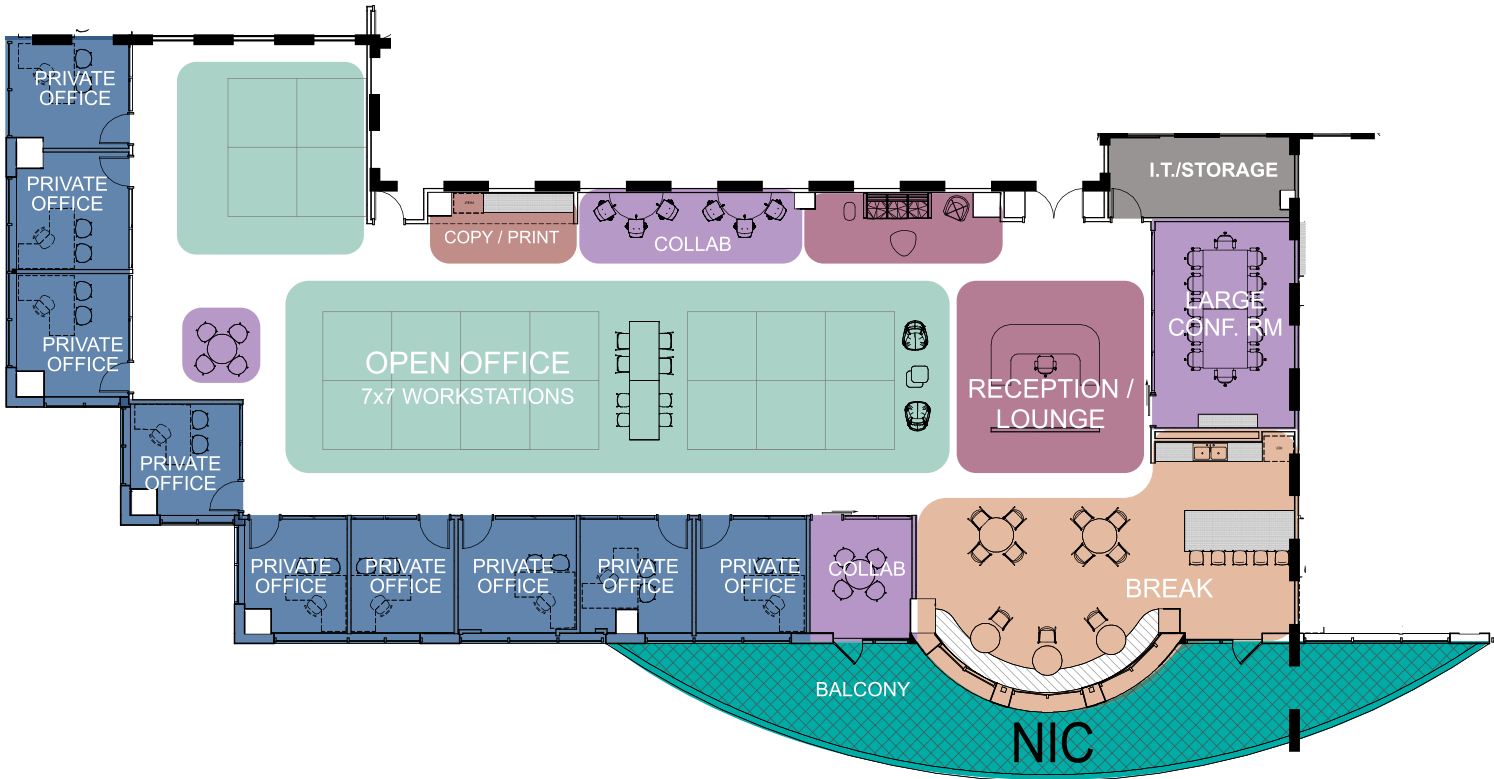 PRIVATE
OFFICE
I.T./STORAGE
PRIVATE
OFFICE
COPY / PRINT
COLLAB
LARGE
CONF. RM
PRIVATE
OFFICE
OPEN OFFICE
7x7 WORKSTATIONS
RECEPTION /
LOUNGE
PRIVATE
OFFICE
PRIVATE
OFFICE
PRIVATE
OFFICE
PRIVATE
OFFICE
PRIVATE
OFFICE
PRIVATE
OFFICE
COLLAB
BREAK
BALCONY
NIC